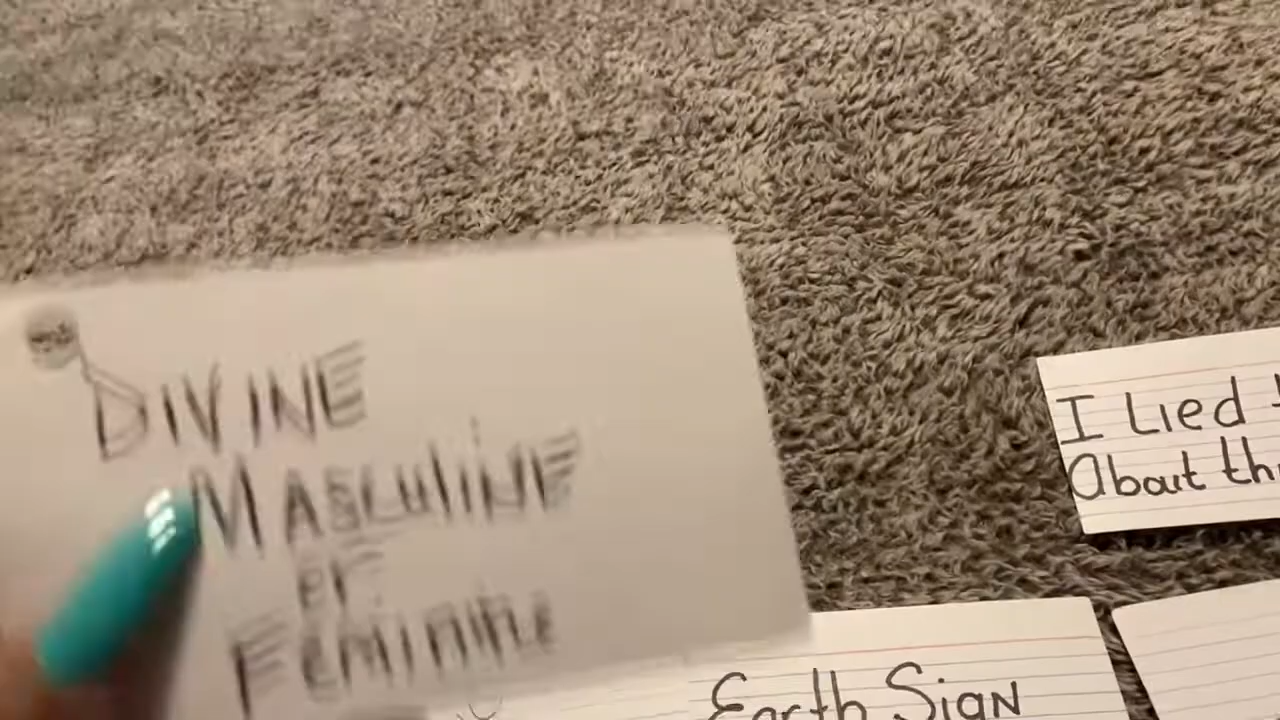 DIVINE
MASCULINE
or
FEMININE
I Lied
About th
Earth Sign